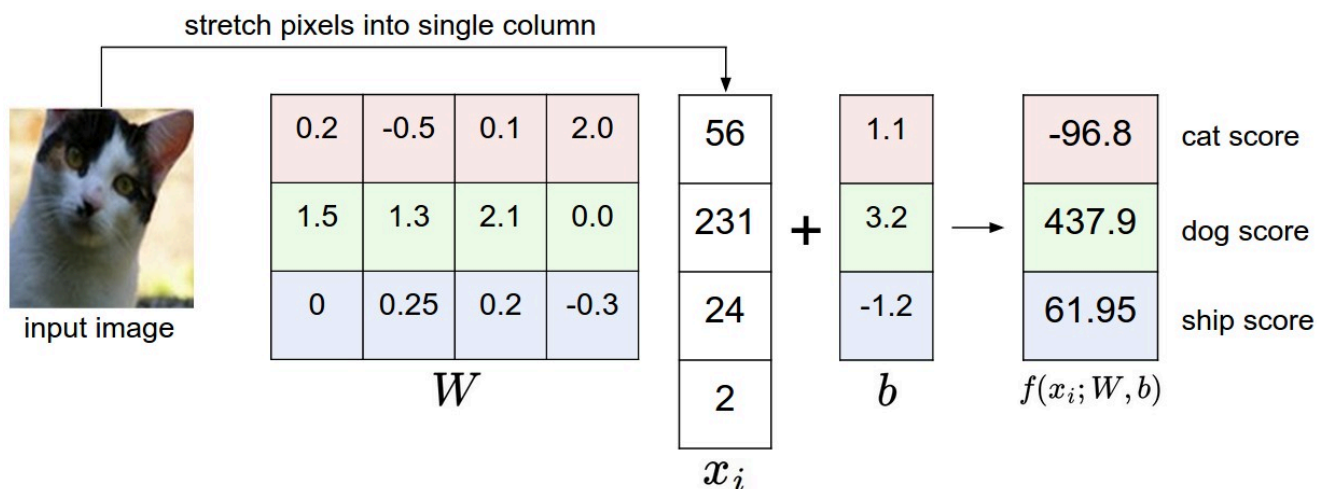 stretch pixels into single column
input image
0.2 -0.5 0.1 2.0
1.5 1.3 2.1 0.0
0 0.25 0.2 -0.3
W
56
231
24
2
x_i
+
1.1
3.2
-1.2
b
-96.8 cat score
437.9 dog score
61.95 ship score
f(x_i; W, b)